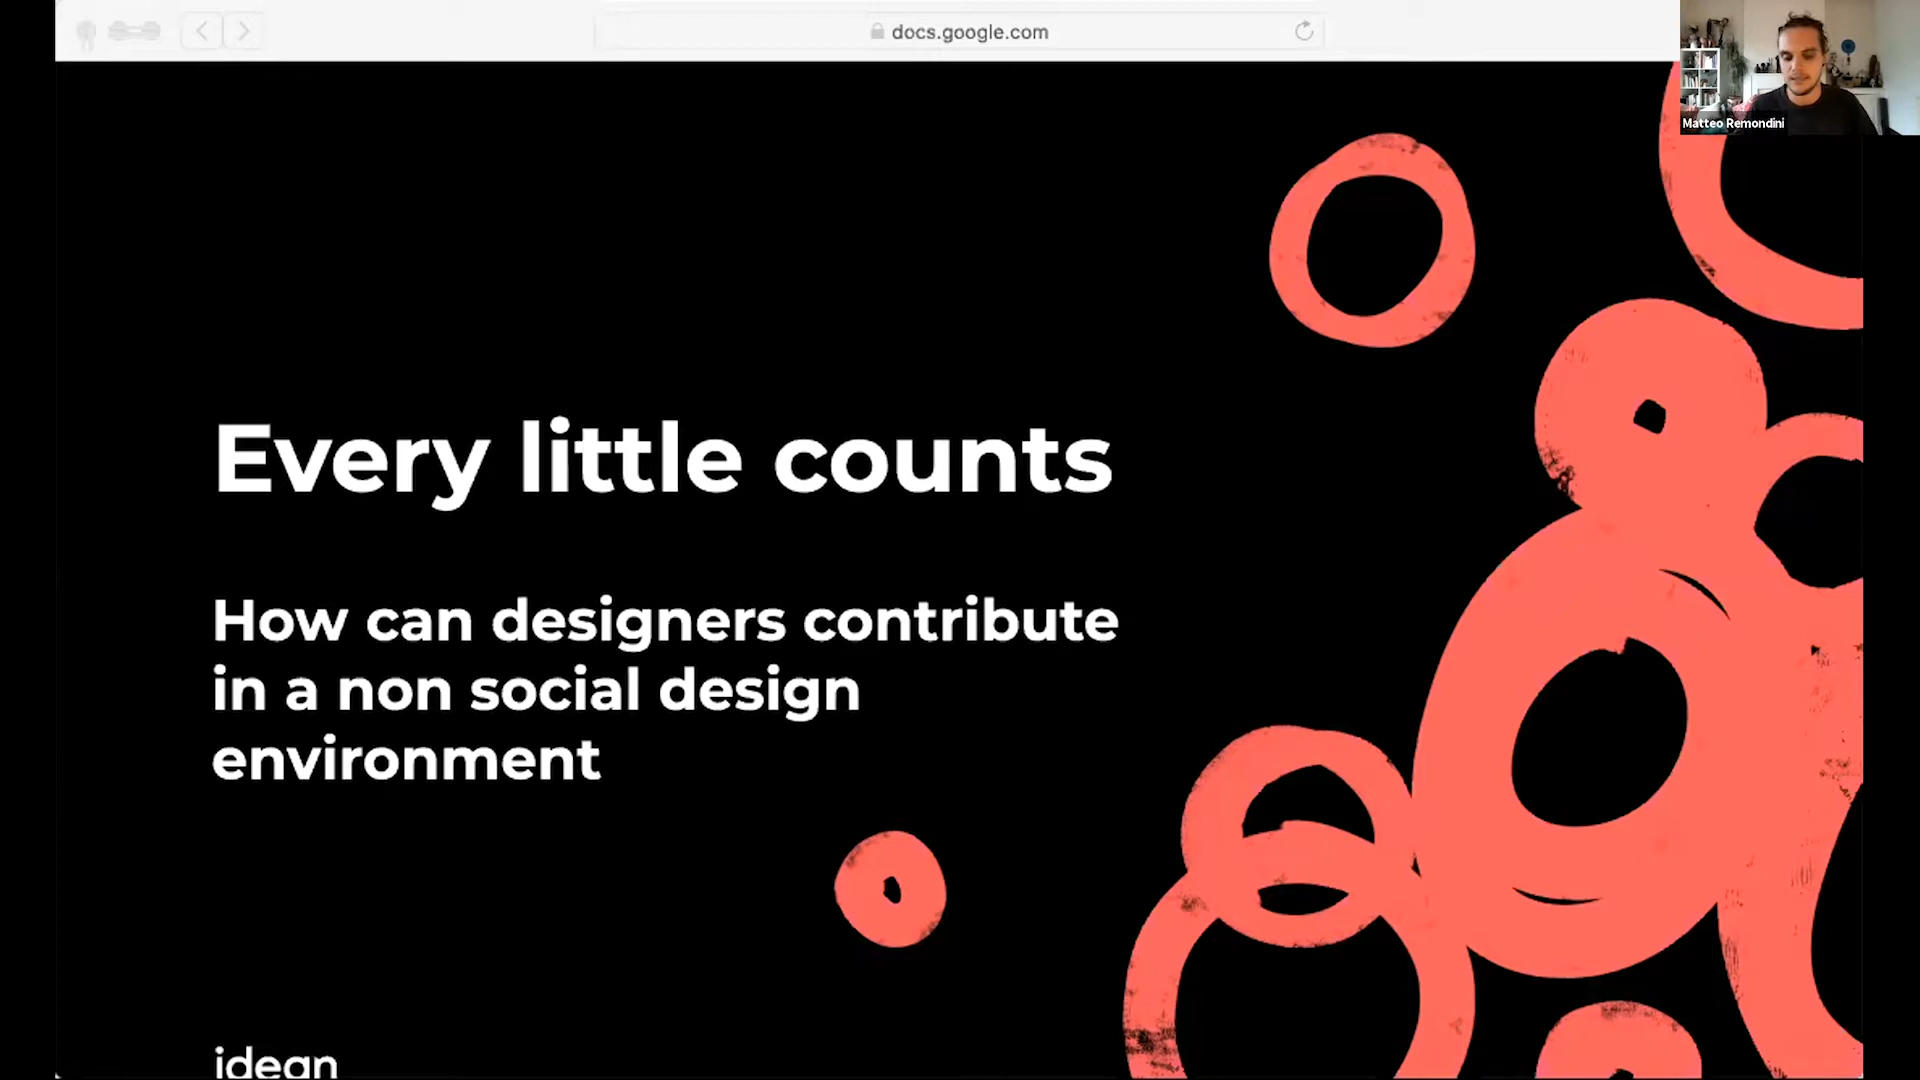 docs.google.com
Matteo Remondini
Every little counts
How can designers contribute
in a non social design
environment
idean